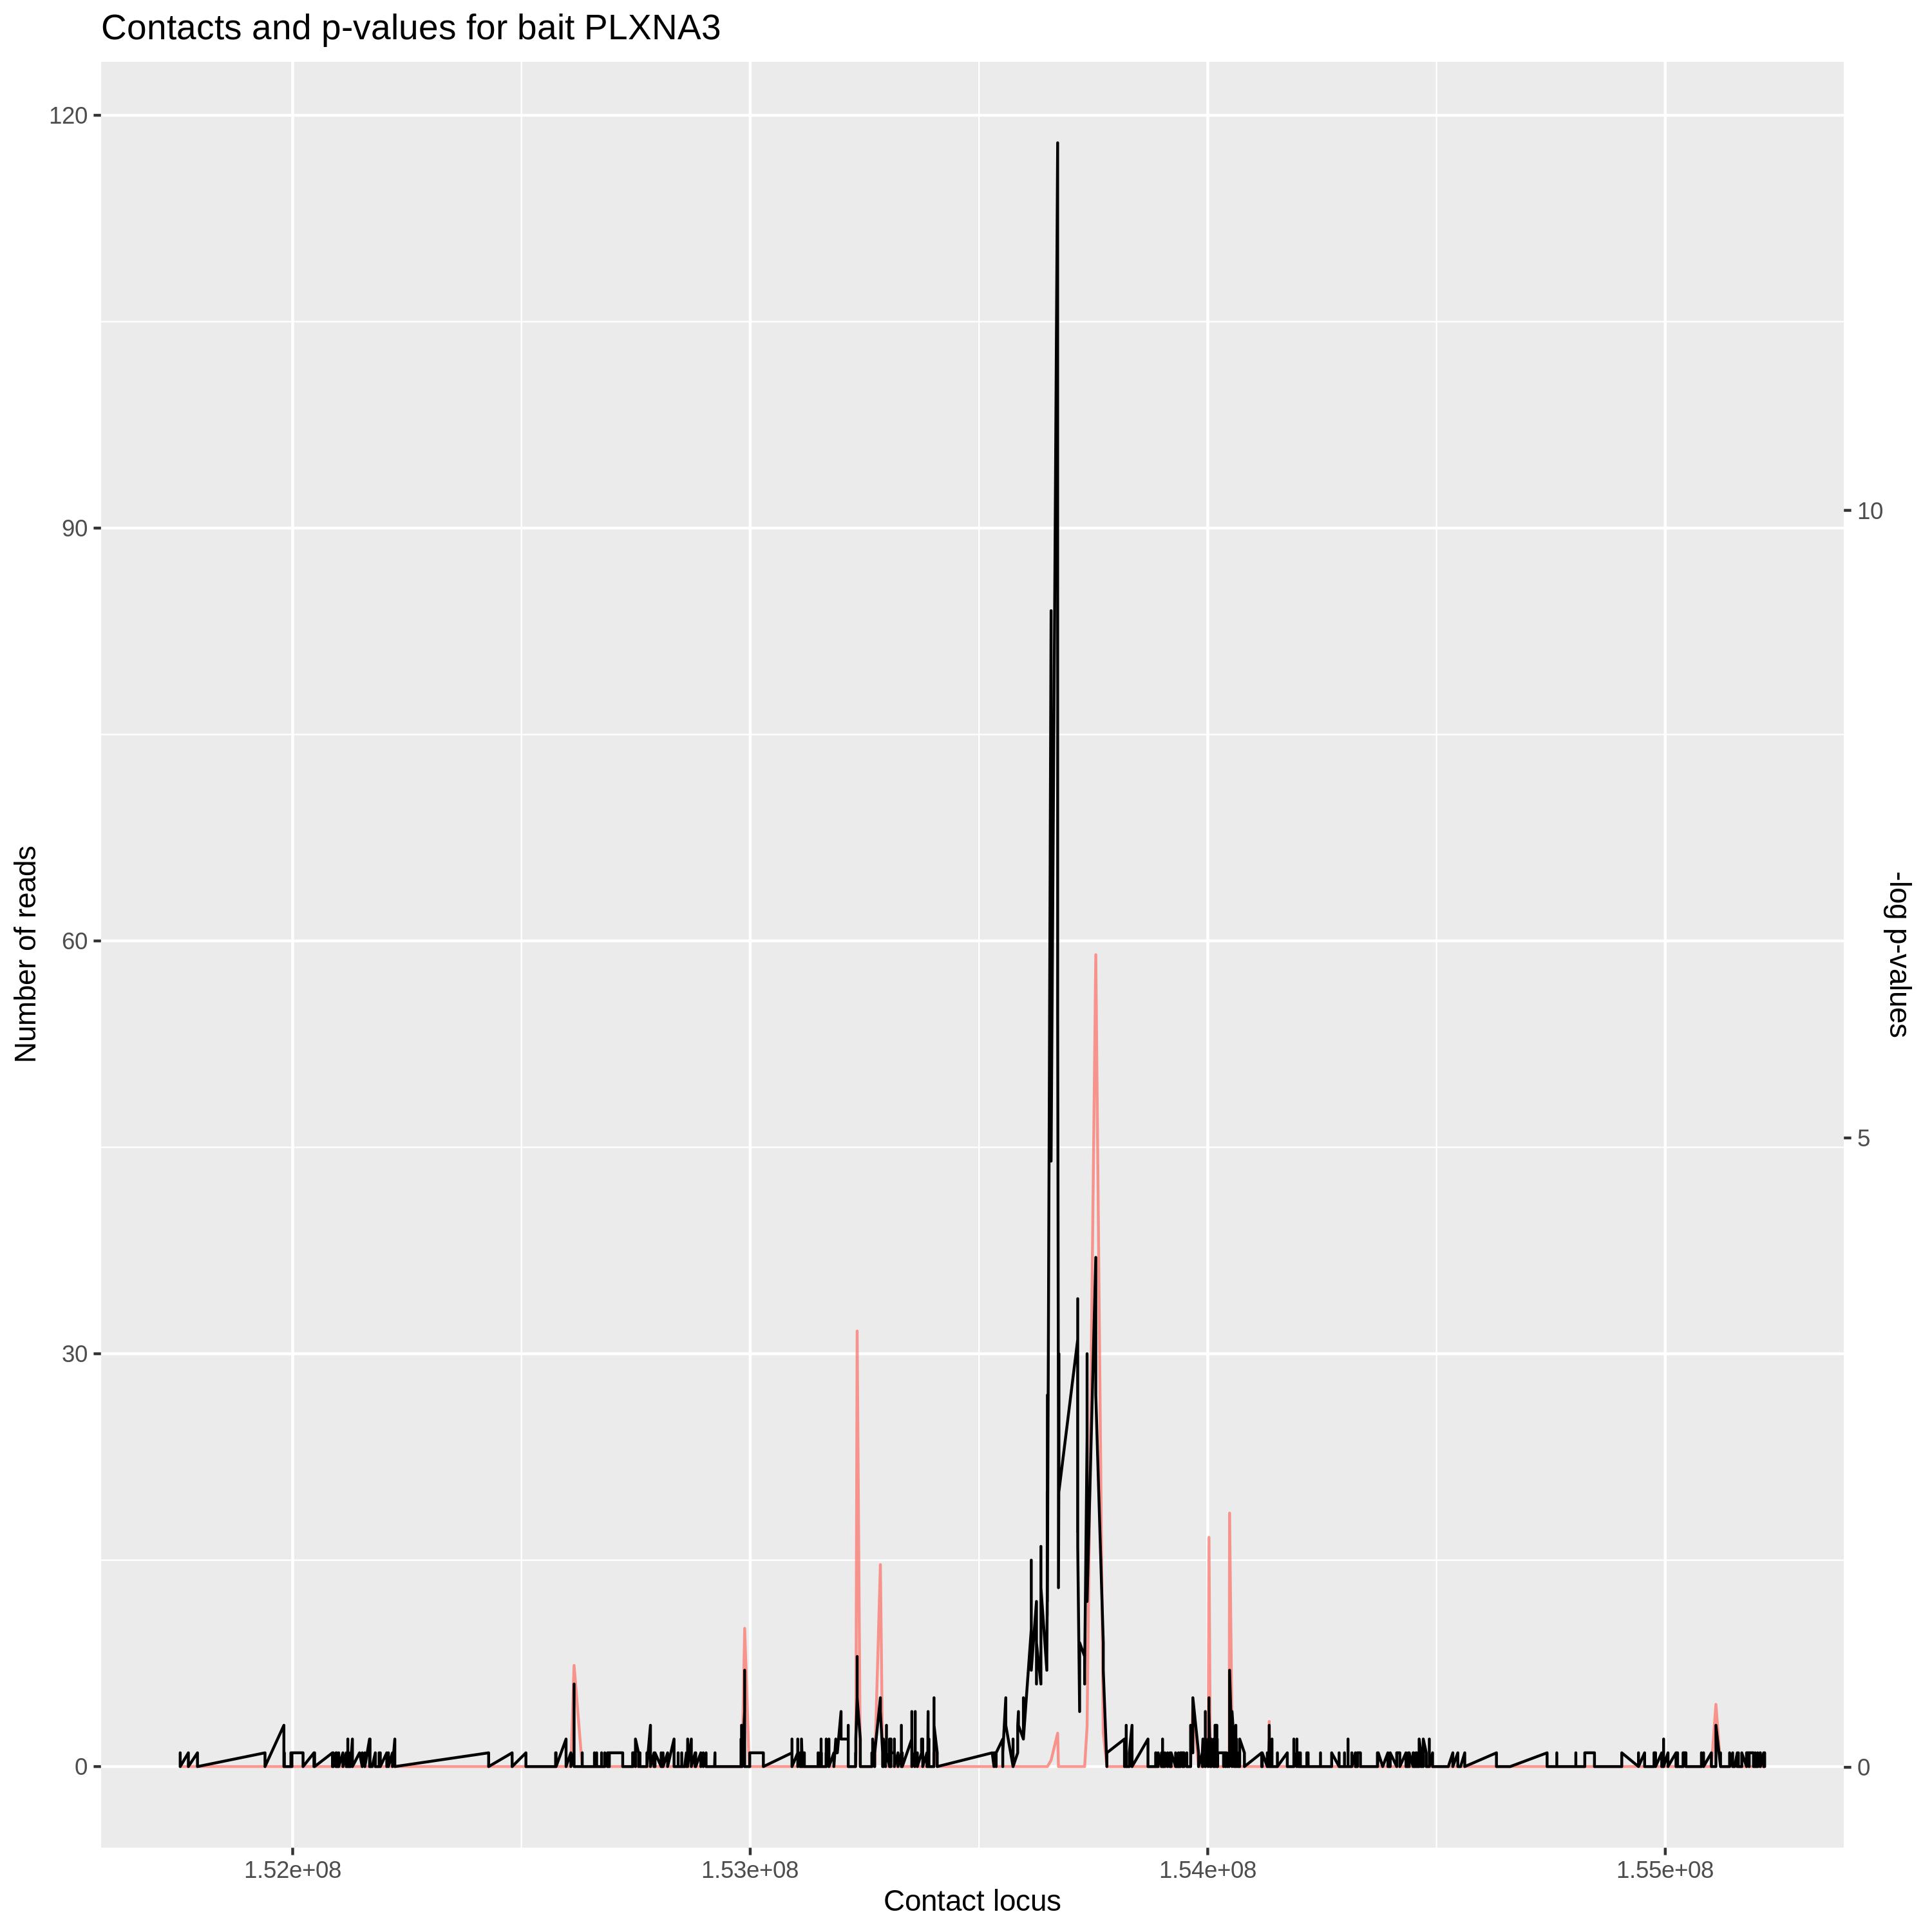 Contacts and p-values for bait PLXNA3
120
90
60
30
0
Number of reads
10
5
0
-log p-values
1.52e+08 1.53e+08 1.54e+08 1.55e+08
Contact locus